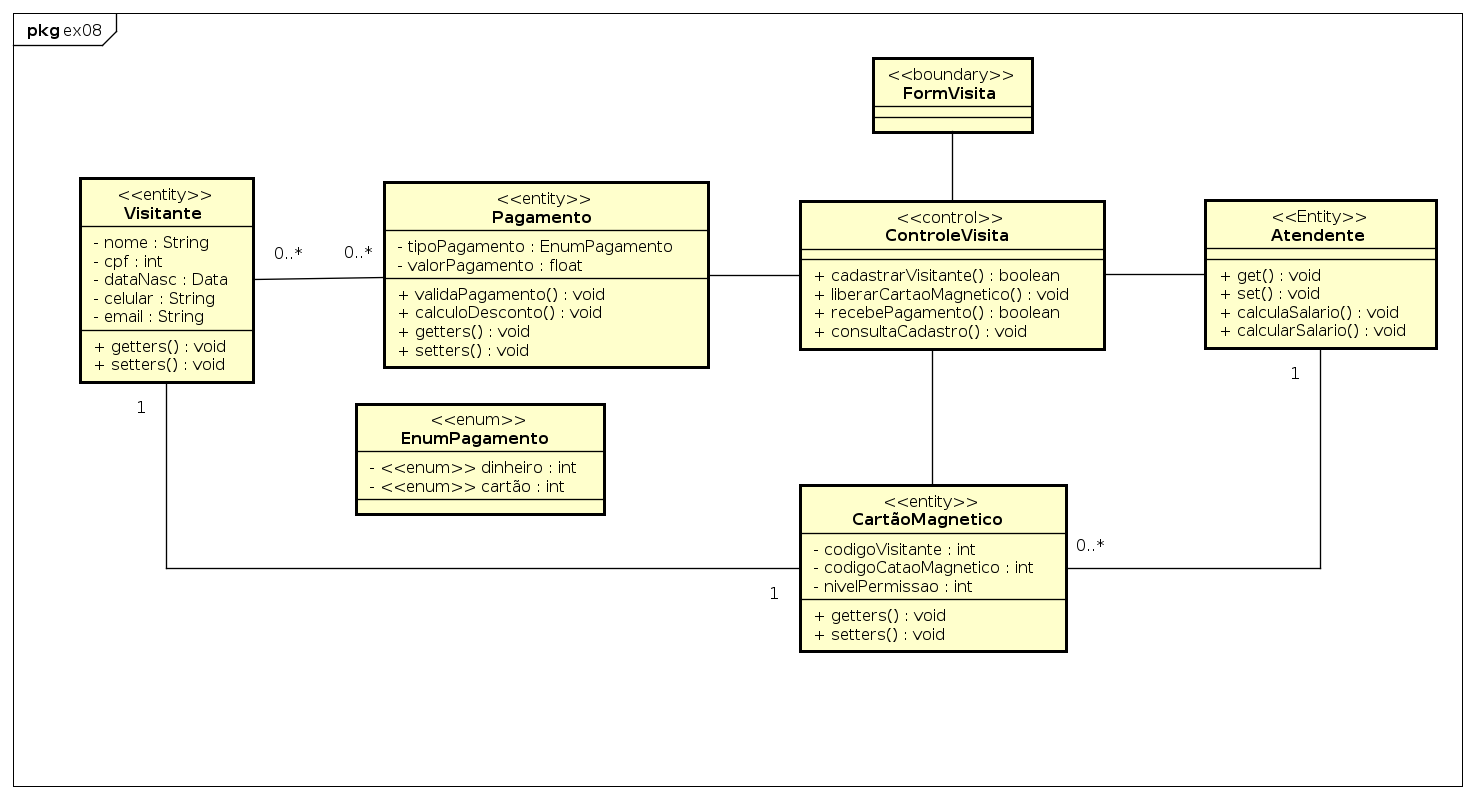 pkg ex08
<<boundary>>
FormVisita
<<entity>>
Visitante
- nome : String
- cpf : int
- dataNasc : Data
- celular : String
- email : String
+ getters() : void
+ setters() : void
0..*
0..*
<<entity>>
Pagamento
- tipoPagamento : EnumPagamento
- valorPagamento : float
+ validaPagamento() : void
+ calculoDesconto() : void
+ getters() : void
+ setters() : void
<<control>>
ControleVisita
+ cadastrarVisitante() : boolean
+ liberarCartaoMagnetico() : void
+ recebePagamento() : boolean
+ consultaCadastro() : void
<<Entity>>
Atendente
+ get() : void
+ set() : void
+ calculaSalario() : void
+ calcularSalario() : void
1
1
<<enum>>
EnumPagamento
- <<enum>> dinheiro : int
- <<enum>> cartão : int
<<entity>>
CartãoMagnetico
- codigoVisitante : int
- codigoCataoMagnetico : int
- nivelPermissao : int
+ getters() : void
+ setters() : void
0..*
1